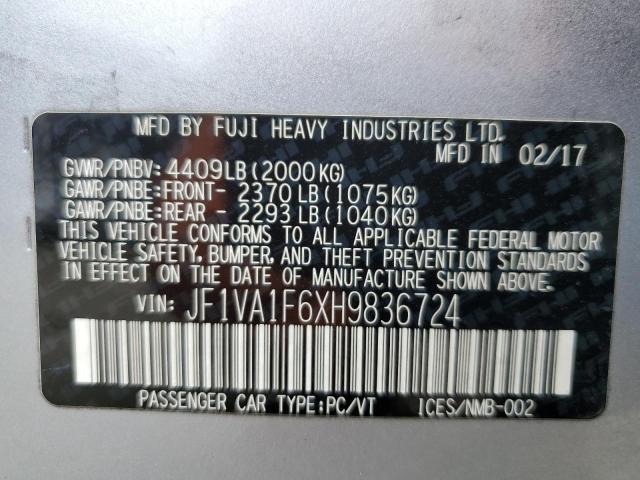 MFD BY FUJI HEAVY INDUSTRIES LTD.
MFD IN 02/17
GVWR/PNBV: 4409LB(2000KG)
GAWR/PNBE:FRONT- 2370 LB(1075KG)
GAWR/PNBE:REAR - 2293 LB(1040KG)
THIS VEHICLE CONFORMS TO ALL APPLICABLE FEDERAL MOTOR
VEHICLE SAFETY, BUMPER, AND THEFT PREVENTION STANDARDS
IN EFFECT ON THE DATE OF MANUFACTURE SHOWN ABOVE.
VIN: JF1VA1F6XH9836724
PASSENGER CAR TYPE:PC/VT ICES/NMB-002